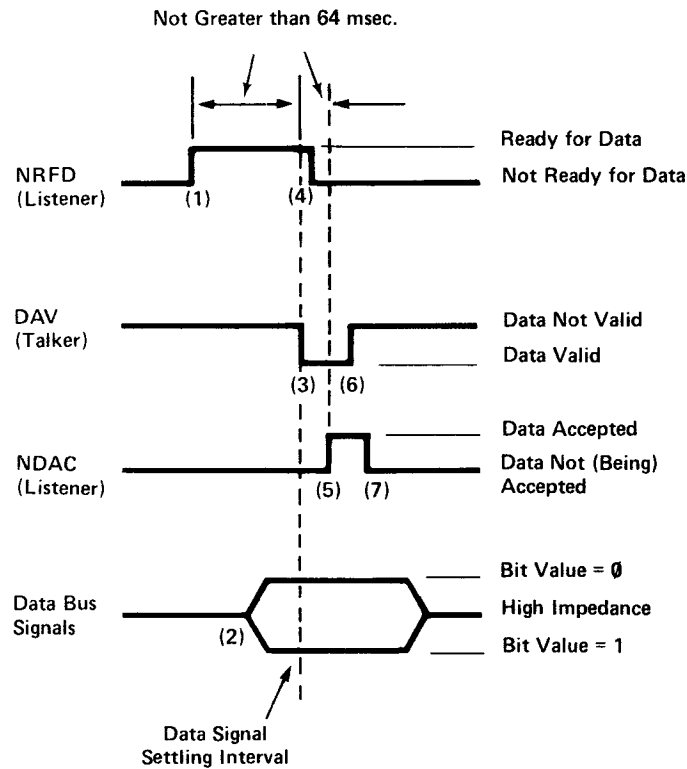 Not Greater than 64 msec.
Ready for Data
NRFD
(Listener)
Not Ready for Data
(1)
(4)
DAV
(Talker)
Data Not Valid
Data Valid
(3)
(6)
Data Accepted
NDAC
(Listener)
Data Not (Being)
Accepted
(5)
(7)
Bit Value = 0
Data Bus
Signals
High Impedance
(2)
Bit Value = 1
Data Signal
Settling Interval